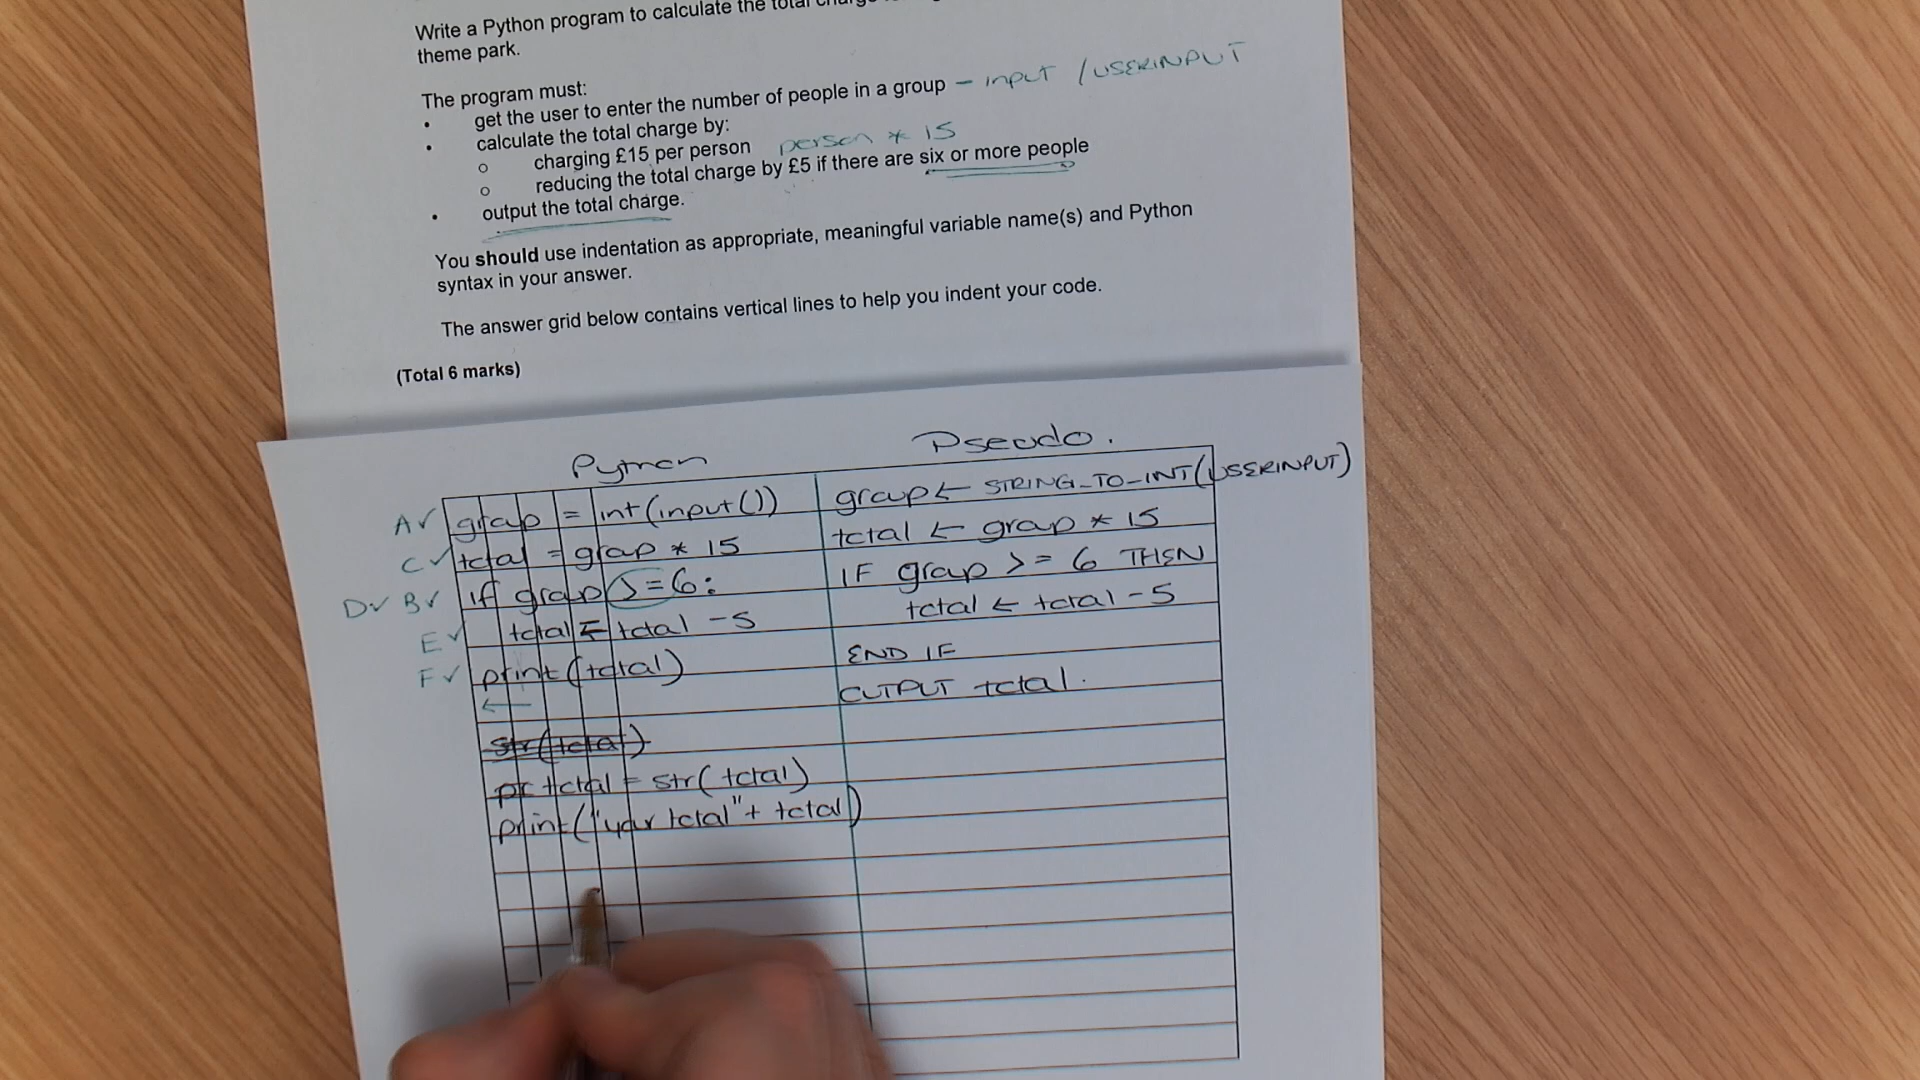 Write a Python program to calculate the total charge
theme park.
The program must:
• get the user to enter the number of people in a group – input / USERINPUT
• calculate the total charge by:
o charging £15 per person person * 15
o reducing the total charge by £5 if there are six or more people
• output the total charge.
You should use indentation as appropriate, meaningful variable name(s) and Python
syntax in your answer.
The answer grid below contains vertical lines to help you indent your code.
(Total 6 marks)
Python
A✓ group = int(input())
C✓ total = group * 15
D✓ B✓ if group >= 6:
E✓ total = total - 5
F✓ print(total)
←
str(total)
pr total = str(total)
print("your total" + total)
Pseudo.
group ← STRING_TO_INT(USERINPUT)
total ← group * 15
IF group >= 6 THEN
total ← total - 5
END IF
OUTPUT total.